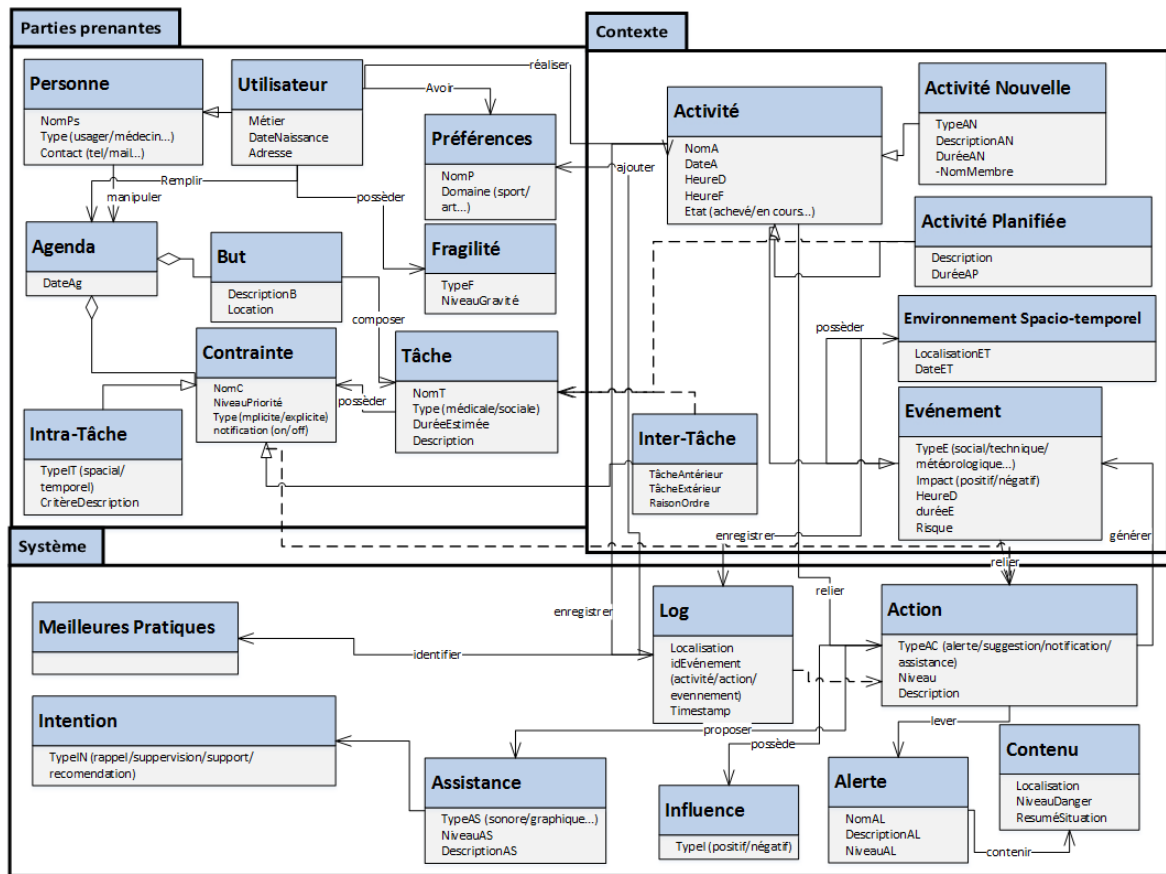 Parties prenantes
Personne
NomPs
Type (usager/médecin...)
Contact (tel/mail...)
Utilisateur
Métier
DateNaissance
Adresse
Avoir
réaliser
Préférences
NomP
Domaine (sport/
art...)
ajouter
Remplir
manipuler
possèder
Agenda
DateAg
But
DescriptionB
Location
Fragilité
TypeF
NiveauGravité
composer
Contrainte
NomC
NiveauPriorité
Type (mplicite/explicite)
notification (on/off)
possèder
Tâche
NomT
Type (médicale/sociale)
DuréeEstimée
Description
Intra-Tâche
TypeIT (spacial/
temporel)
CritèreDescription
Contexte
Activité
NomA
DateA
HeureD
HeureF
Etat (achevé/en cours...)
Activité Nouvelle
TypeAN
DescriptionAN
DuréeAN
-NomMembre
Activité Planifiée
Description
DuréeAP
possèder
Environnement Spacio-temporel
LocalisationET
DateET
Evénement
TypeE (social/technique/
météorologique...)
Impact (positif/négatif)
HeureD
duréeE
Risque
Inter-Tâche
TâcheAntérieur
TâcheExtérieur
RaisonOrdre
enregistrer
générer
Système
relier
relier
enregistrer
Meilleures Pratiques
identifier
Log
Localisation
idEvénement
(activité/action/
evennement)
Timestamp
Action
TypeAC (alerte/suggestion/notification/
assistance)
Niveau
Description
Intention
TypeIN (rappel/suppervision/support/
recomendation)
proposer
possède
lever
Assistance
TypeAS (sonore/graphique...)
NiveauAS
DescriptionAS
Influence
TypeI (positif/négatif)
Alerte
NomAL
DescriptionAL
NiveauAL
contenir
Contenu
Localisation
NiveauDanger
ResuméSituation